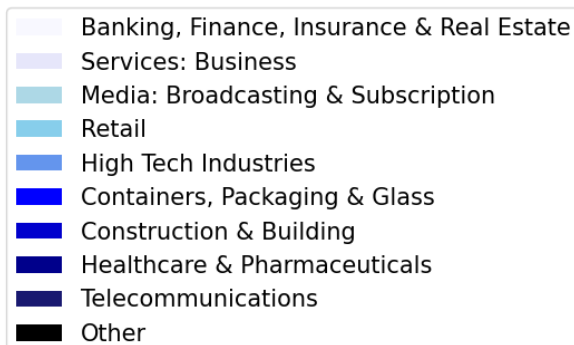 Banking, Finance, Insurance & Real Estate
Services: Business
Media: Broadcasting & Subscription
Retail
High Tech Industries
Containers, Packaging & Glass
Construction & Building
Healthcare & Pharmaceuticals
Telecommunications
Other